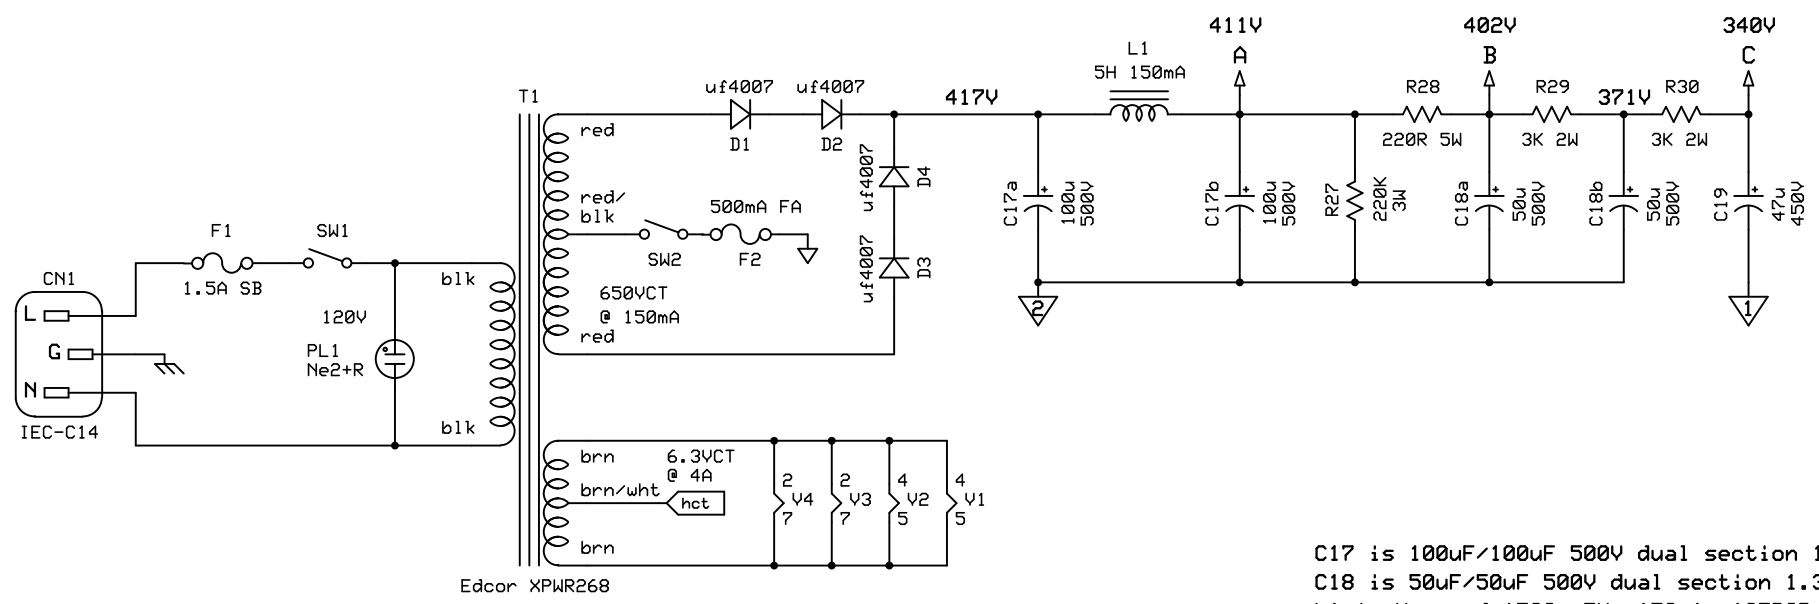 411V
402V
340V
A
B
C
L1
5H 150mA
T1
uf4007
uf4007
417V
R28
R29
371V
R30
red
D1
D2
220R 5W
3K 2W
3K 2W
uf4007
D4
red/
blk
500mA FA
C17a
100u
500V
C17b
100u
500V
R27
220K
3W
C18a
50u
500V
C18b
50u
500V
C19
47u
450V
F1
SW1
SW2
F2
uf4007
D3
CN1
1.5A SB
blk
650VCT
@ 150mA
2
1
L
120V
red
G
PL1
Ne2+R
N
IEC-C14
blk
brn
6.3VCT
@ 4A
brn/wht
hct
2
V4
7
2
V3
7
4
V2
5
4
V1
5
brn
Edcor XPWR268
C17 is 100uF/100uF 500V dual section 1
C18 is 50uF/50uF 500V dual section 1.3